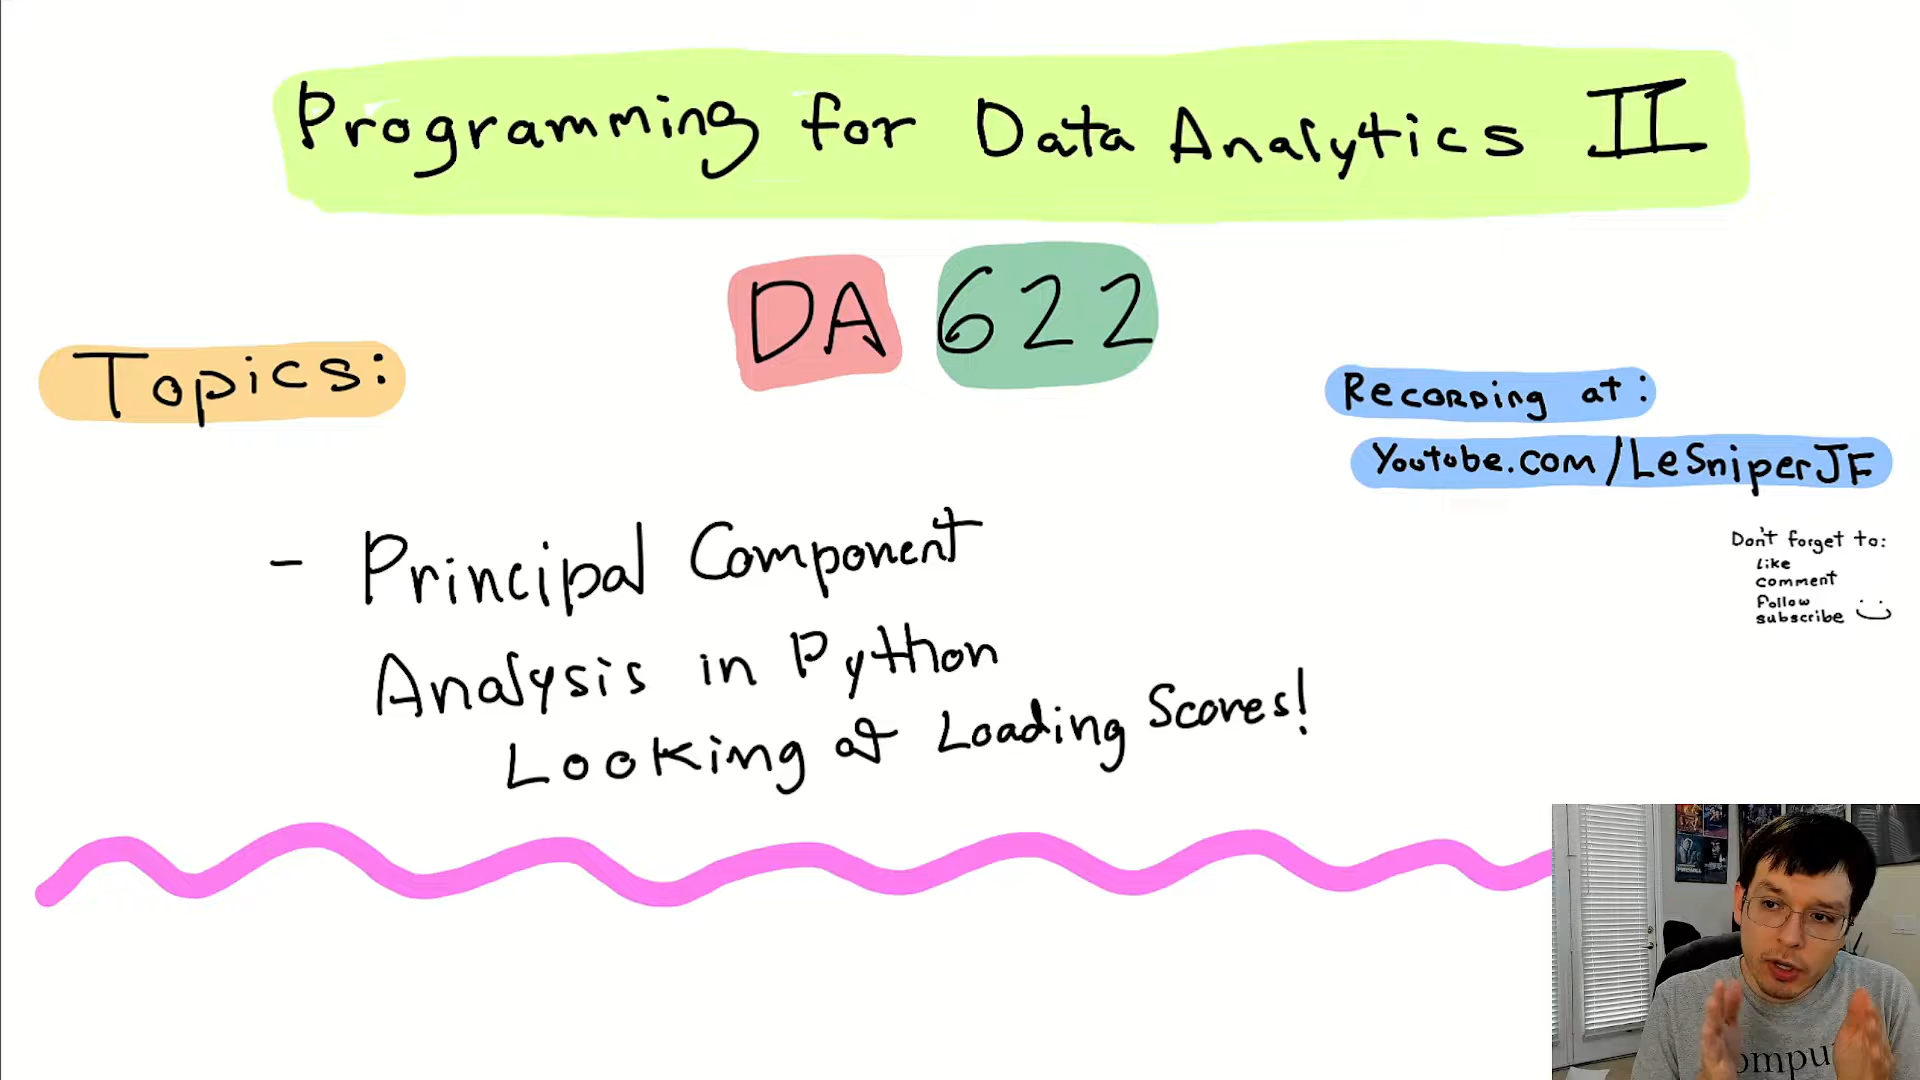 Programming for Data Analytics II
DA 622
Topics:
Recording at:
Youtube.com/LeSniperJF
Don't forget to:
like
comment
follow
subscribe
- Principal Component
Analysis in Python
Looking at Loading Scores!